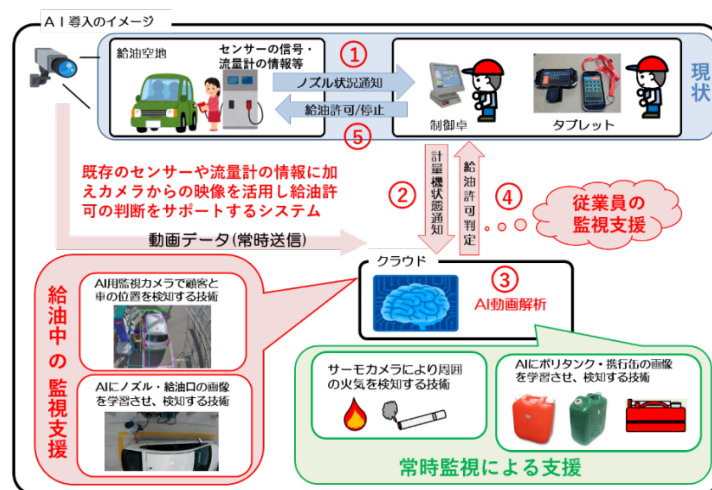 AI導入のイメージ
給油空地
センサーの信号・
流量計の情報等
①
ノズル状況通知
給油許可/停止
⑤
制御卓
タブレット
現状
既存のセンサーや流量計の情報に加
えカメラからの映像を活用し給油許
可の判断をサポートするシステム
動画データ(常時送信)
②
計量機状態通知
給油許可判定
④
従業員の
監視支援
クラウド
③
AI動画解析
給油中の監視支援
AI用監視カメラで顧客と
車の位置を検知する技術
AIにノズル・給油口の画像
を学習させ、検知する技術
サーモカメラにより周囲
の火気を検知する技術
AIにポリタンク・携行缶の画像
を学習させ、検知する技術
常時監視による支援